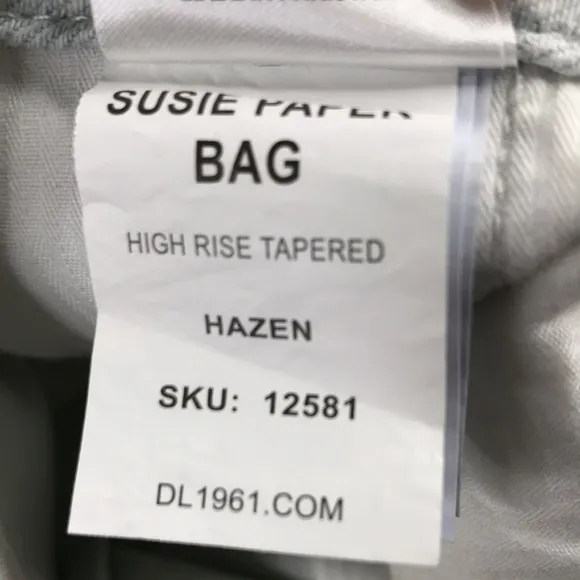 SUSIE PAPER
BAG
HIGH RISE TAPERED
HAZEN
SKU: 12581
DL1961.COM